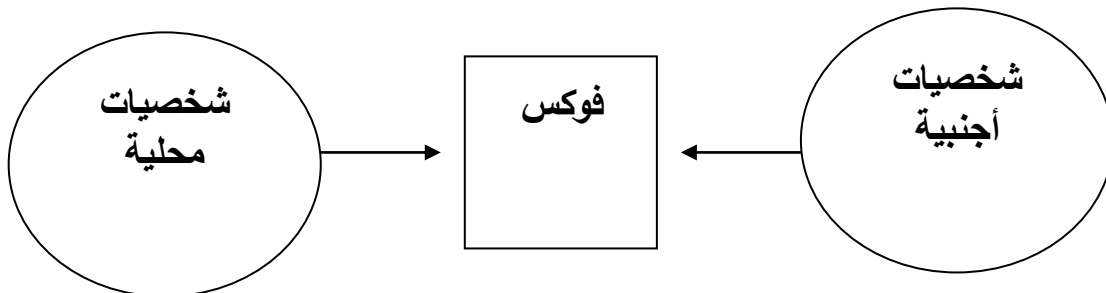 شخصيات
أجنبية
فوكس
شخصيات
محلية